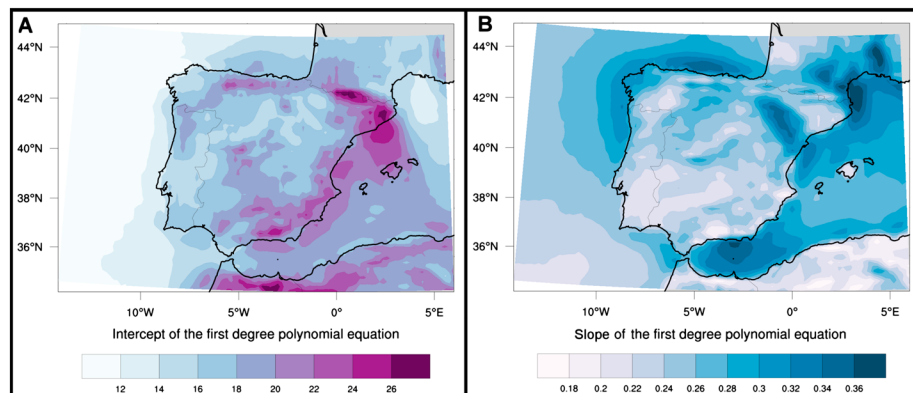 A
44°N
42°N
40°N
38°N
36°N
10°W 5°W 0° 5°E
Intercept of the first degree polynomial equation
12 14 16 18 20 22 24 26
B
44°N
42°N
40°N
38°N
36°N
10°W 5°W 0° 5°E
Slope of the first degree polynomial equation
0.18 0.2 0.22 0.24 0.26 0.28 0.3 0.32 0.34 0.36